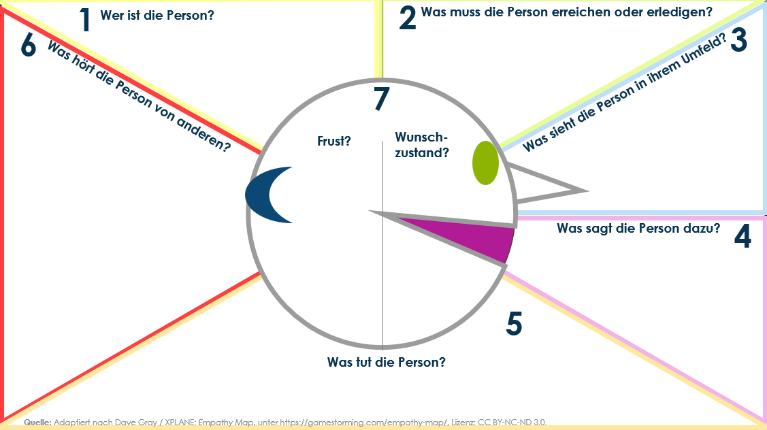 1 Wer ist die Person?
2 Was muss die Person erreichen oder erledigen?
3
Was sieht die Person in ihrem Umfeld?
6 Was hört die Person von anderen?
7
Frust?
Wunsch-
zustand?
Was sagt die Person dazu?
4
5
Was tut die Person?
Quelle: Adaptiert nach Dave Gray / XPLANE: Empathy Map, unter https://gamestorming.com/empathy-map/, Lizenz: CC BY-NC-ND 3.0.